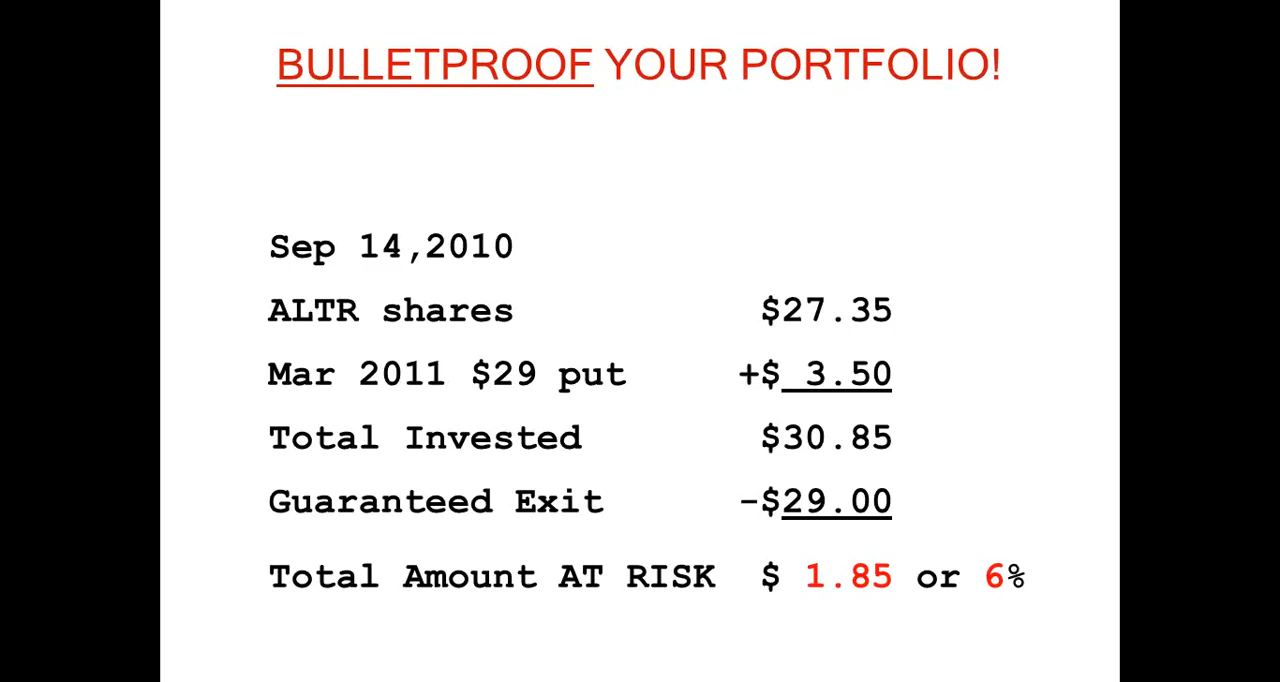 BULLETPROOF YOUR PORTFOLIO!
Sep 14,2010
ALTR shares $27.35
Mar 2011 $29 put +$ 3.50
Total Invested $30.85
Guaranteed Exit -$29.00
Total Amount AT RISK $ 1.85 or 6%